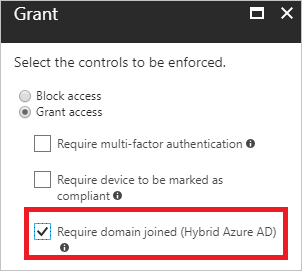 Grant
Select the controls to be enforced.
Block access
Grant access
Require multi-factor authentication
Require device to be marked as
compliant
Require domain joined (Hybrid Azure AD)